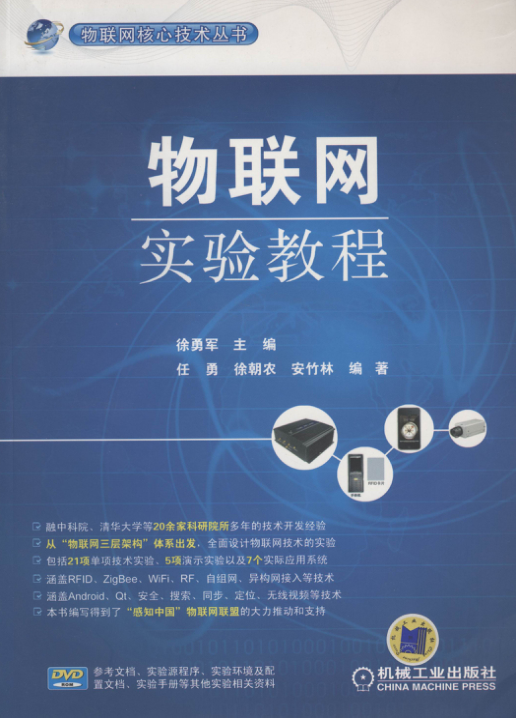 物联网核心技术丛书
物联网
实验教程
徐勇军 主 编
任 勇 徐朝农 安竹林 编 著
融中科院、清华大学等20余家科研院所多年的技术开发经验
从“物联网三层架构”体系出发，全面设计物联网技术的实验
包括21项单项技术实验、5项演示实验以及7个实际应用系统
涵盖RFID、ZigBee、WiFi、RF、自组网、异构网接入等技术
涵盖Android、Qt、安全、搜索、同步、定位、无线视频等技术
本书编写得到了“感知中国”物联网联盟的大力推动和支持
DVD
ROM
参考文档、实验源程序、实验环境及配
置文档、实验手册等其他实验相关资料
机械工业出版社
CHINA MACHINE PRESS